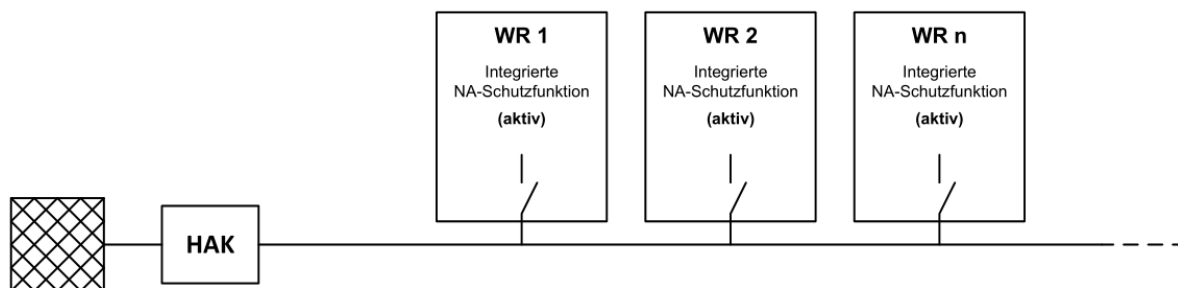 WR 1
Integrierte
NA-Schutzfunktion
(aktiv)
WR 2
Integrierte
NA-Schutzfunktion
(aktiv)
WR n
Integrierte
NA-Schutzfunktion
(aktiv)
HAK